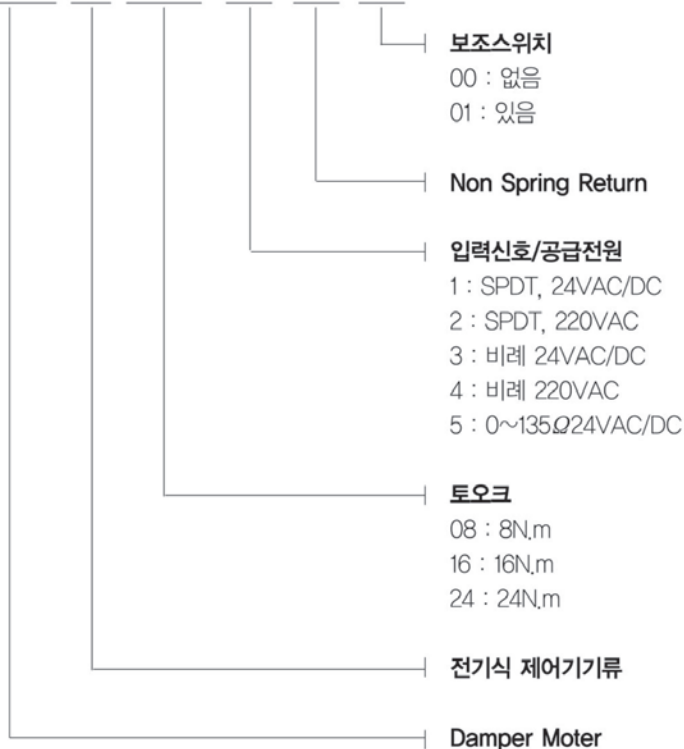 보조스위치
00 : 없음
01 : 있음
Non Spring Return
입력신호/공급전원
1 : SPDT, 24VAC/DC
2 : SPDT, 220VAC
3 : 비례 24VAC/DC
4 : 비례 220VAC
5 : 0~135Ω24VAC/DC
토오크
08 : 8N.m
16 : 16N.m
24 : 24N.m
전기식 제어기기류
Damper Moter